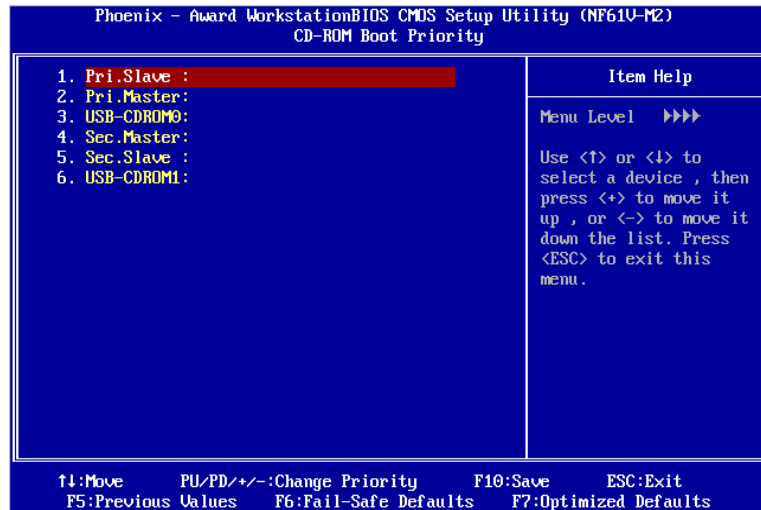 Phoenix - Award WorkstationBIOS CMOS Setup Utility (NF61V-M2)
CD-ROM Boot Priority
1. Pri.Slave :
2. Pri.Master:
3. USB-CDROM0:
4. Sec.Master:
5. Sec.Slave :
6. USB-CDROM1:
Item Help
Menu Level ▶▶▶▶
Use <↑> or <↓> to
select a device , then
press <+> to move it
up , or <-> to move it
down the list. Press
<ESC> to exit this
menu.
↑↓:Move PU/PD/+/-:Change Priority F10:Save ESC:Exit
F5:Previous Values F6:Fail-Safe Defaults F7:Optimized Defaults